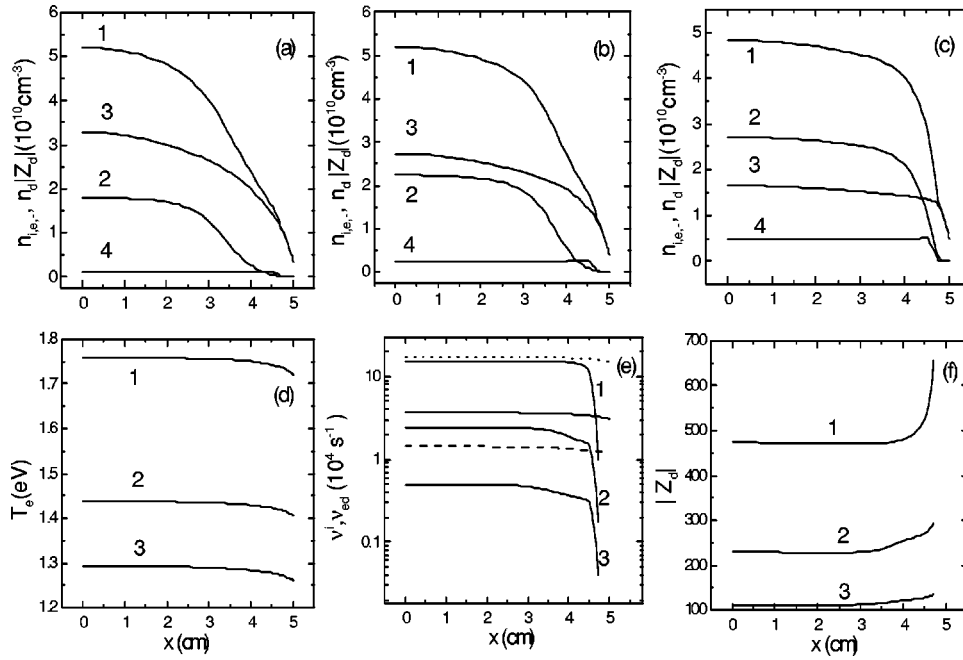 (a)
1
3
2
4
6
5
4
3
2
1
0
0 1 2 3 4 5
n_{i,e,-}, n_d |Z_d| (10^{10} cm^{-3})
(b)
1
3
2
4
6
5
4
3
2
1
0
0 1 2 3 4 5
n_{i,e,-}, n_d |Z_d| (10^{10} cm^{-3})
(c)
1
2
3
4
5
4
3
2
1
0
0 1 2 3 4 5
n_{i,e,-}, n_d |Z_d| (10^{10} cm^{-3})
(d)
1
2
3
1.8
1.7
1.6
1.5
1.4
1.3
1.2
0 1 2 3 4 5
T_e (eV)
x (cm)
(e)
1
2
3
10
1
0.1
0 1 2 3 4 5
ν^i, ν_{ed} (10^4 s^{-1})
x (cm)
(f)
1
2
3
700
600
500
400
300
200
100
0 1 2 3 4 5
|Z_d|
x (cm)